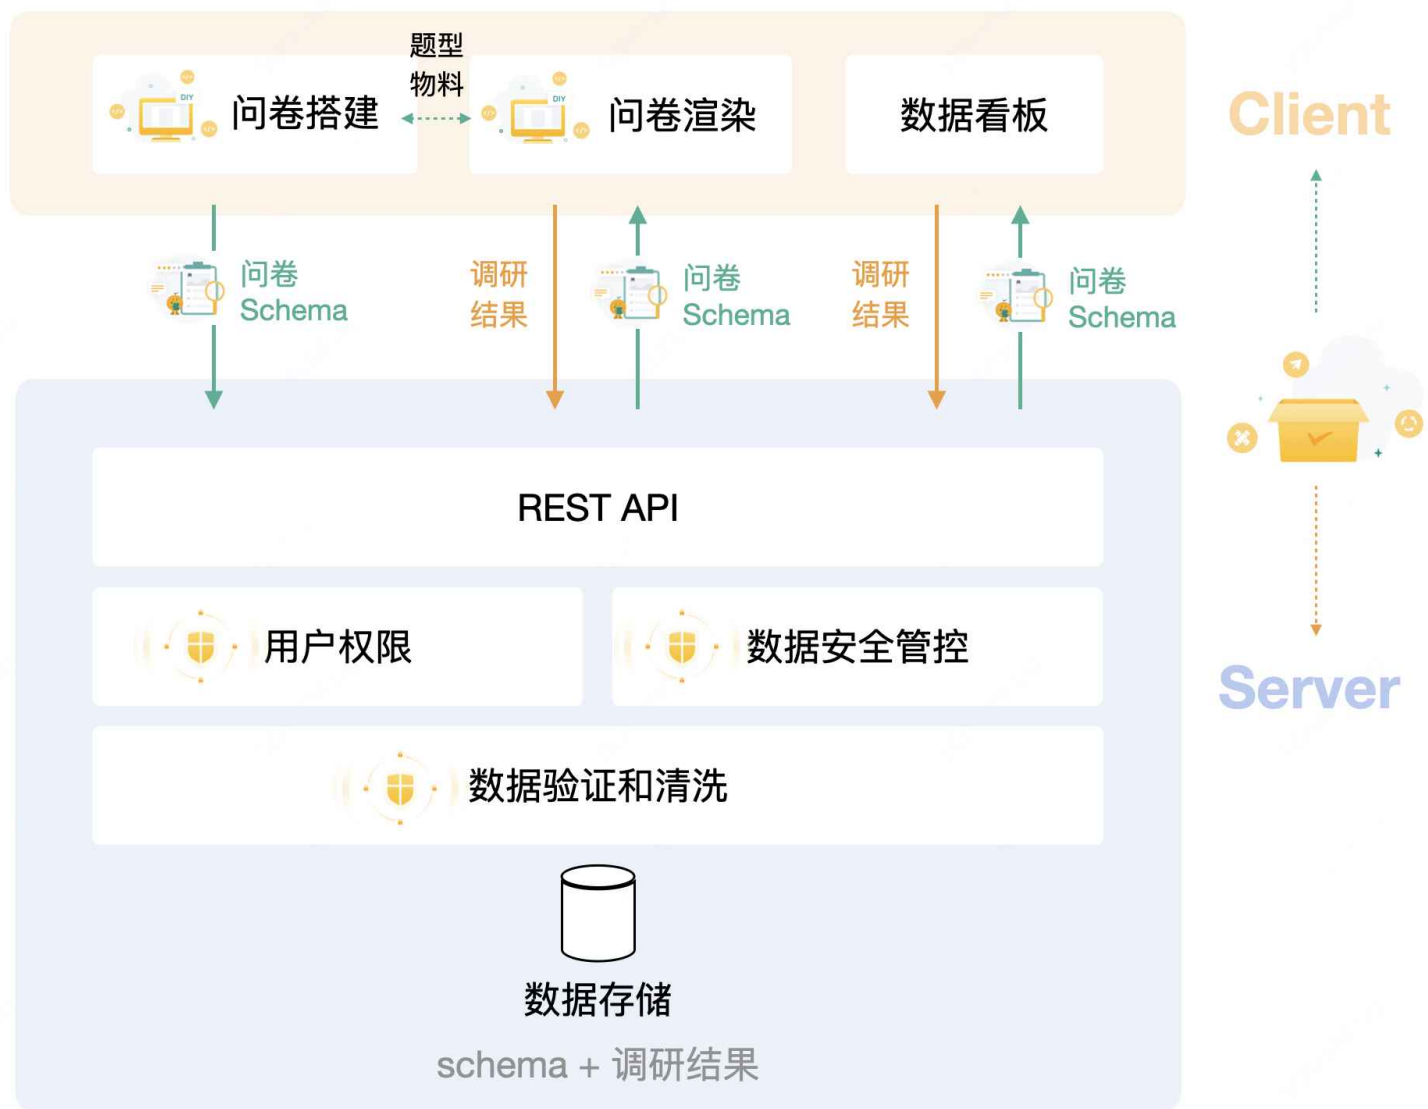 题型
物料
DIY
问卷搭建
DIY
问卷渲染
数据看板
Client
问卷
Schema
调研
结果
问卷
Schema
调研
结果
问卷
Schema
REST API
用户权限
数据安全管控
Server
数据验证和清洗
数据存储
schema + 调研结果